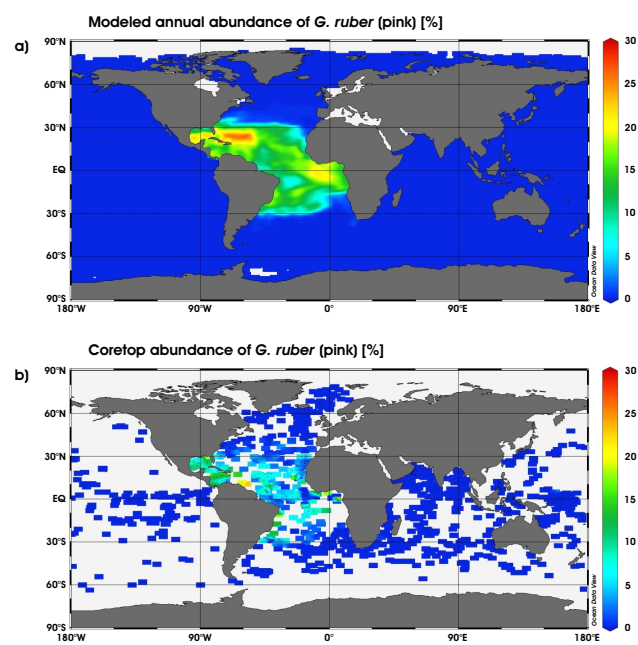 Modeled annual abundance of G. ruber (pink) [%]
a)
90°N
60°N
30°N
EQ
30°S
60°S
90°S
180°W
90°W
0°
90°E
180°E
30
25
20
15
10
5
0
Ocean Data View
Coretop abundance of G. ruber (pink) [%]
b)
90°N
60°N
30°N
EQ
30°S
60°S
90°S
180°W
90°W
0°
90°E
180°E
30
25
20
15
10
5
0
Ocean Data View